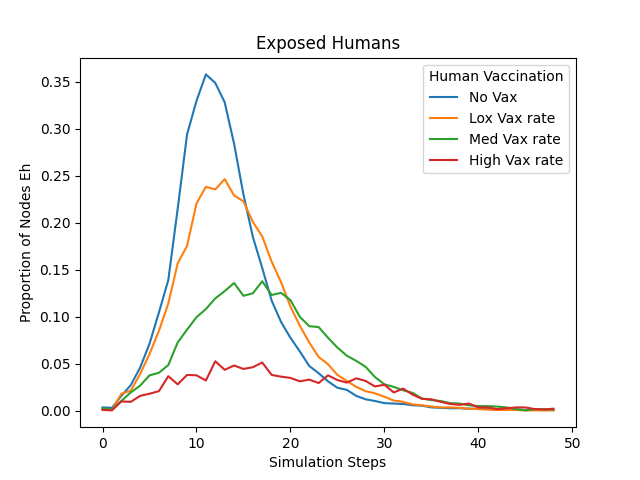 Exposed Humans
Human Vaccination
No Vax
Lox Vax rate
Med Vax rate
High Vax rate
Proportion of Nodes Eh
0.35
0.30
0.25
0.20
0.15
0.10
0.05
0.00
0 10 20 30 40 50
Simulation Steps